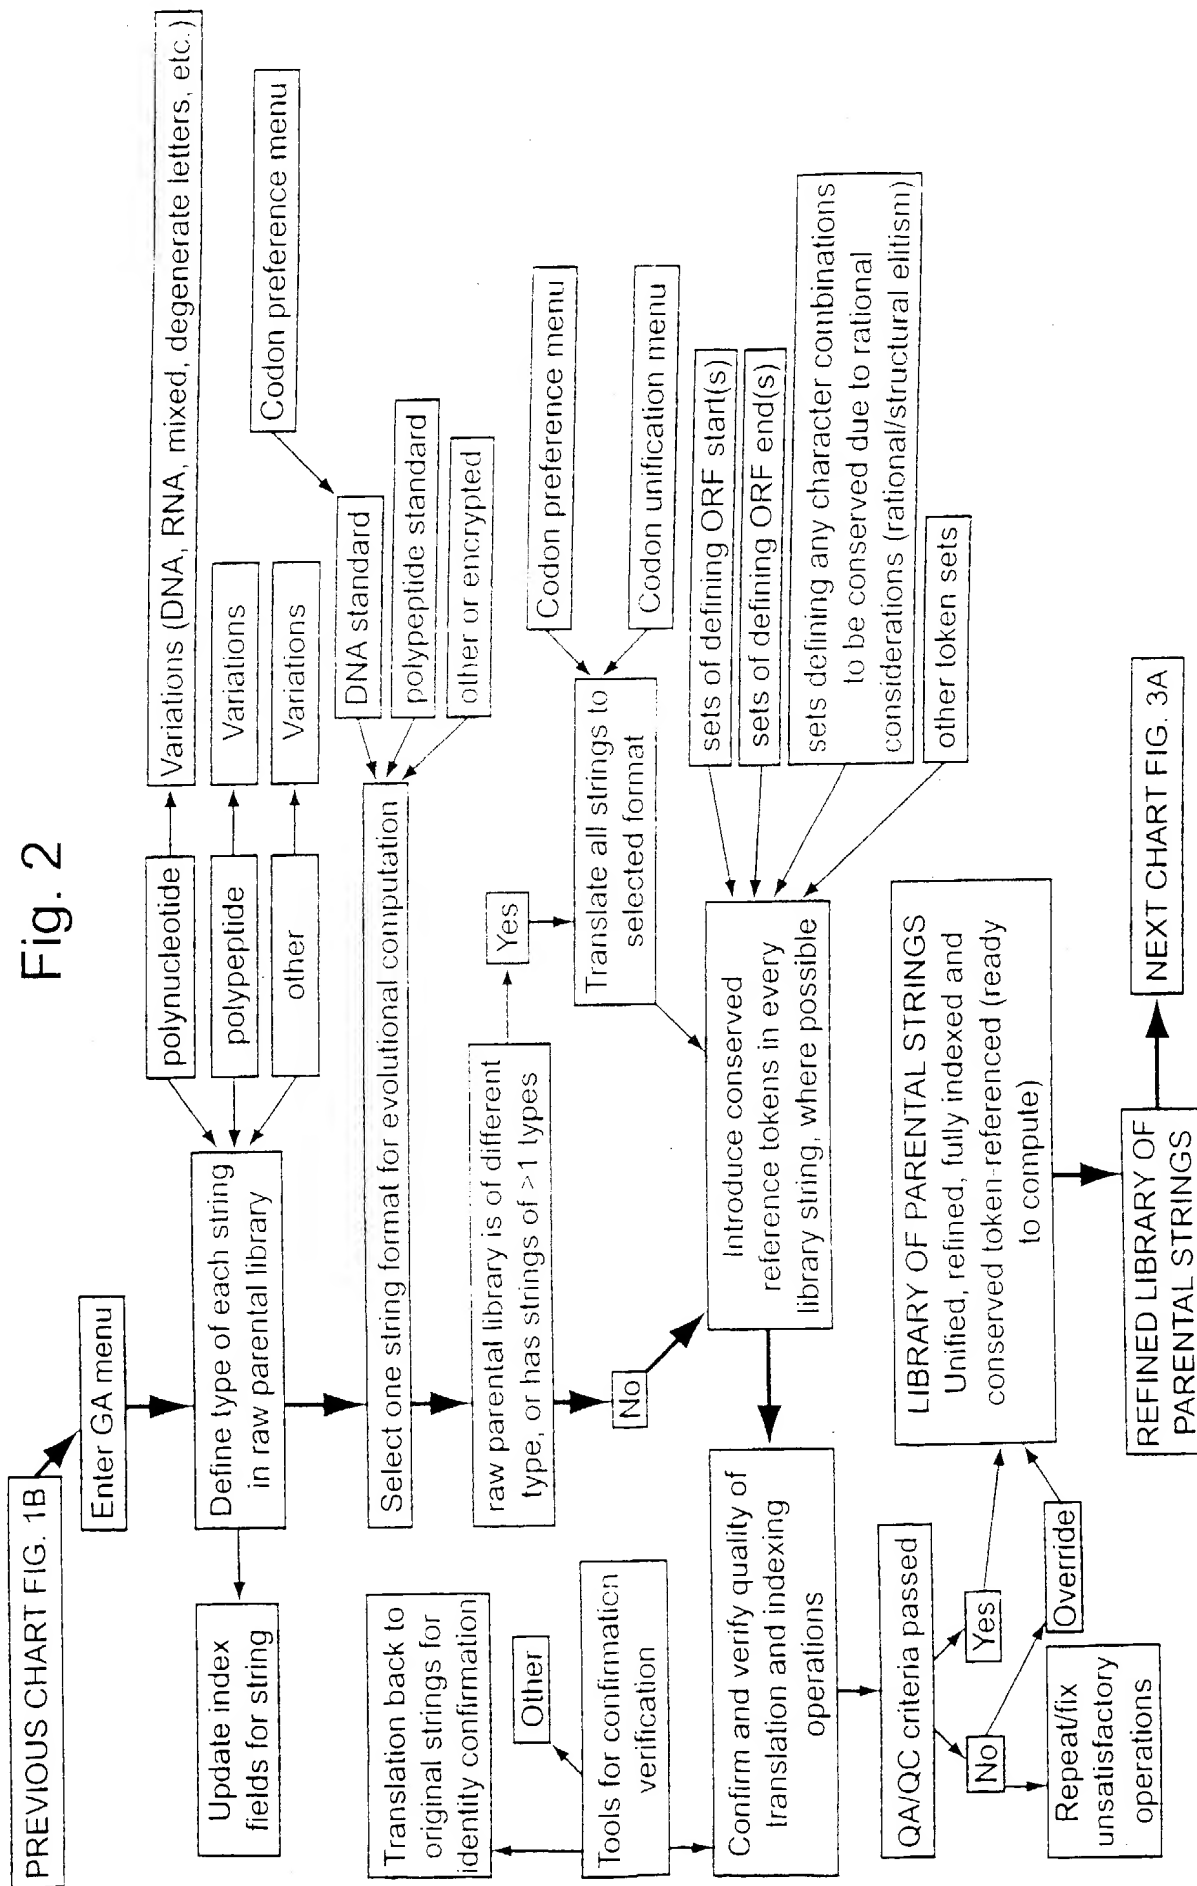 Fig. 2
PREVIOUS CHART FIG. 1B
Enter GA menu
Update index
fields for string
Define type of each string
in raw parental library
polynucleotide
polypeptide
other
Variations (DNA, RNA, mixed, degenerate letters, etc.)
Variations
Variations
Codon preference menu
Select one string format for evolutional computation
DNA standard
polypeptide standard
other or encrypted
raw parental library is of different
type, or has strings of >1 types
Yes
No
Translate all strings to
selected format
Codon preference menu
Codon unification menu
Translation back to
original strings for
identity confirmation
Other
Tools for confirmation
verification
Introduce conserved
reference tokens in every
library string, where possible
sets of defining ORF start(s)
sets of defining ORF end(s)
sets defining any character combinations
to be conserved due to rational
considerations (rational/structural elitism)
other token sets
Confirm and verify quality of
translation and indexing
operations
QA/QC criteria passed
Yes
No
Override
Repeat/fix
unsatisfactory
operations
LIBRARY OF PARENTAL STRINGS
Unified, refined, fully indexed and
conserved token-referenced (ready
to compute)
REFINED LIBRARY OF
PARENTAL STRINGS
NEXT CHART FIG. 3A